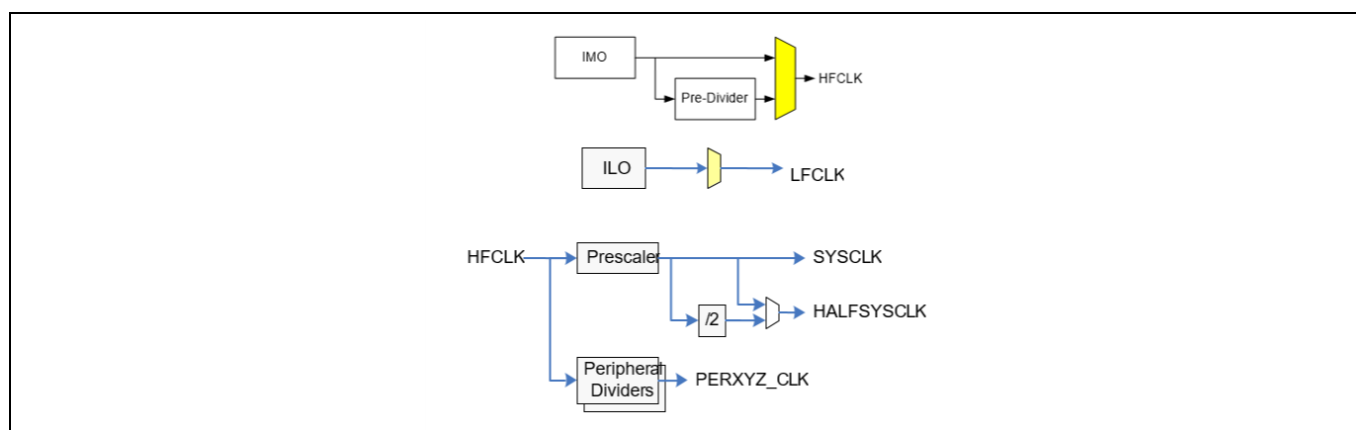 IMO
HFCLK
Pre-Divider
ILO
LFCLK
HFCLK
Prescaler
SYSCLK
/2
HALFSYSCLK
Peripheral
Dividers
PERXYZ_CLK